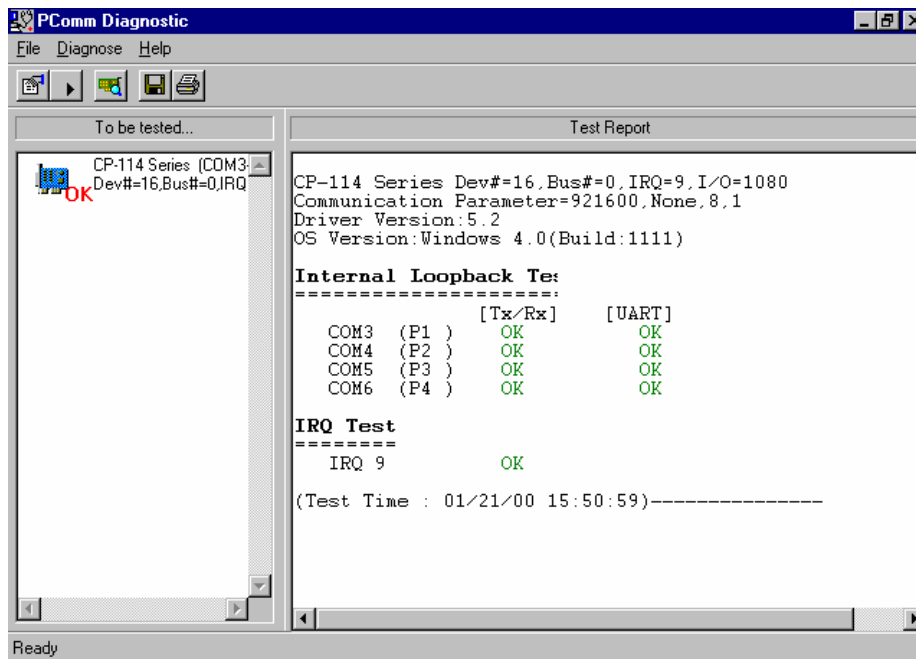 PComm Diagnostic
File Diagnose Help
To be tested...
Test Report
CP-114 Series (COM3-
Dev#=16,Bus#=0,IRQ
OK
CP-114 Series Dev#=16,Bus#=0,IRQ=9,I/O=1080
Communication Parameter=921600,None,8,1
Driver Version:5.2
OS Version:Windows 4.0(Build:1111)
Internal Loopback Tes
======================
[Tx/Rx] [UART]
COM3 (P1 ) OK OK
COM4 (P2 ) OK OK
COM5 (P3 ) OK OK
COM6 (P4 ) OK OK
IRQ Test
========
IRQ 9 OK
(Test Time : 01/21/00 15:50:59)---------------
Ready